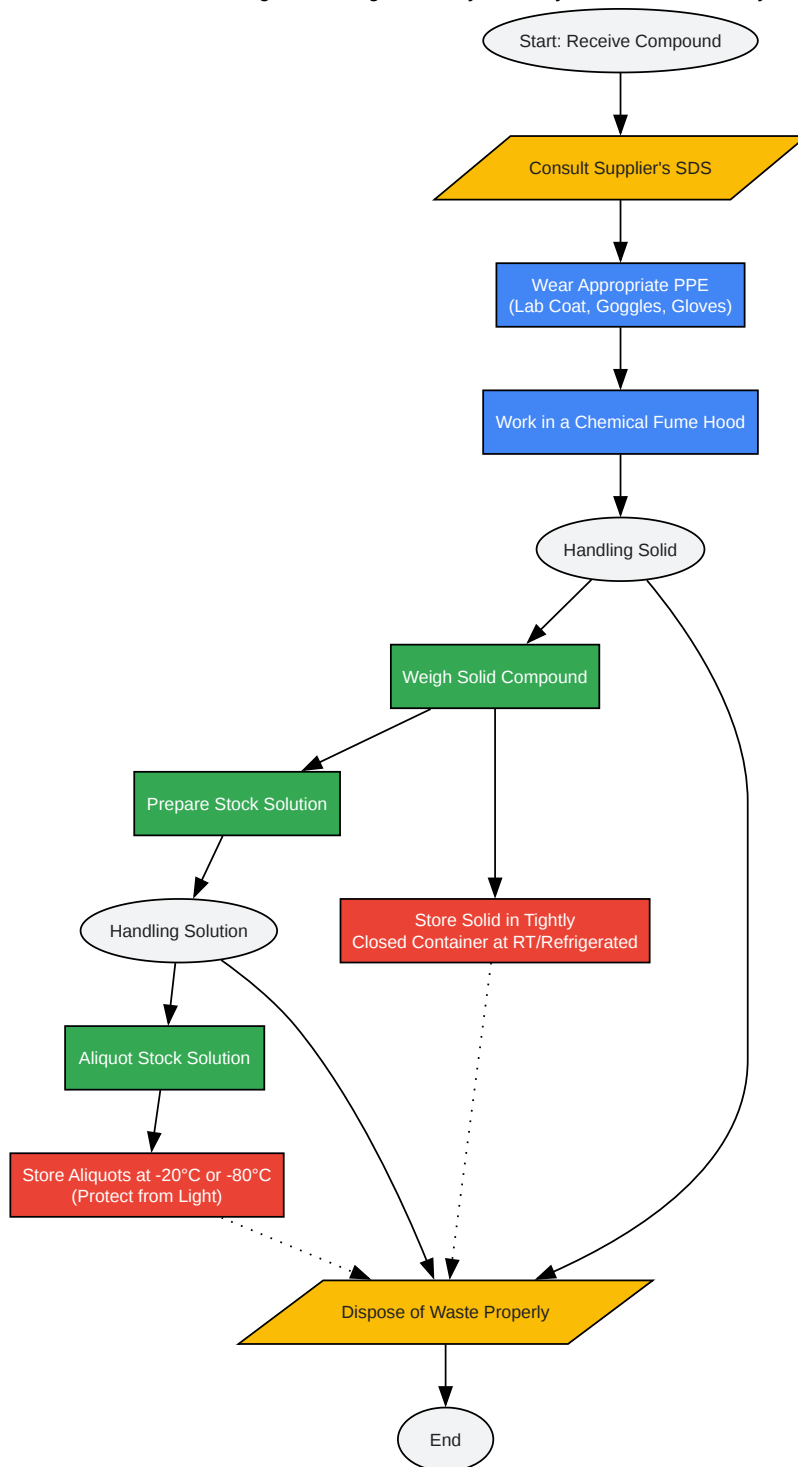 Start: Receive Compound
Consult Supplier's SDS
Wear Appropriate PPE
(Lab Coat, Goggles, Gloves)
Work in a Chemical Fume Hood
Handling Solid
Weigh Solid Compound
Prepare Stock Solution
Handling Solution
Store Solid in Tightly
Closed Container at RT/Refrigerated
Aliquot Stock Solution
Store Aliquots at -20°C or -80°C
(Protect from Light)
Dispose of Waste Properly
End